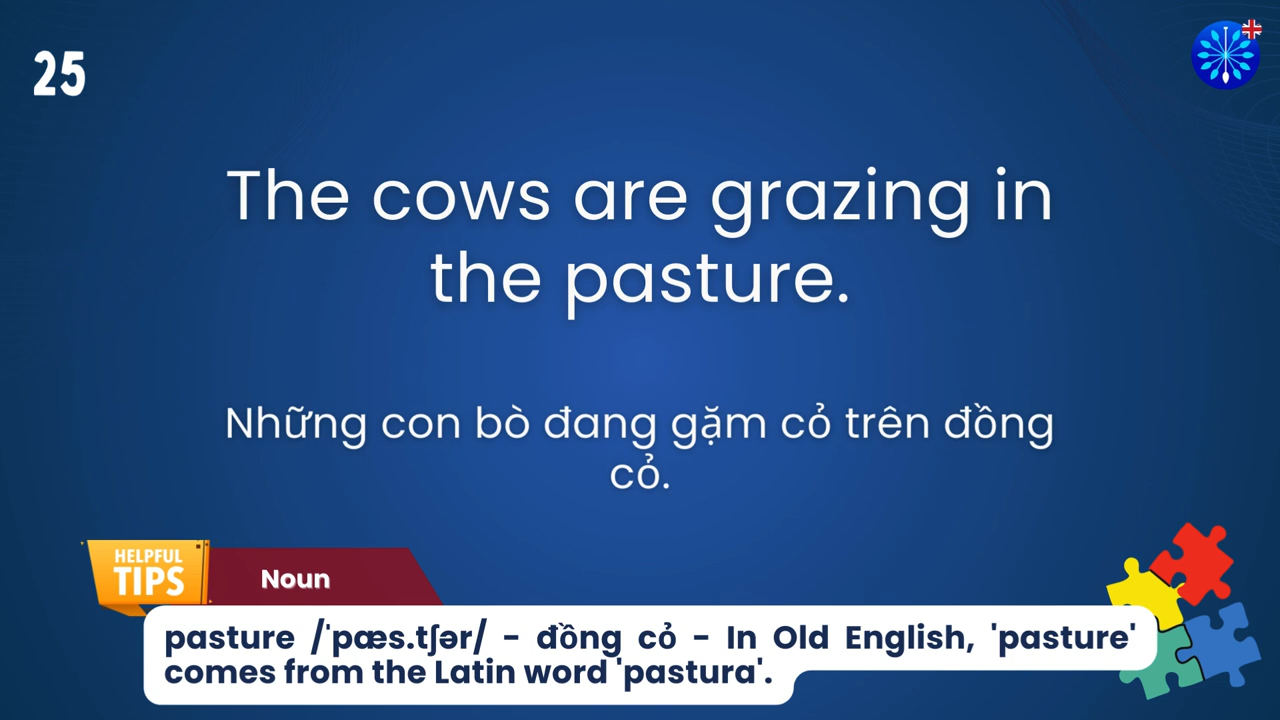 25
The cows are grazing in
the pasture.
Những con bò đang gặm cỏ trên đồng
cỏ.
HELPFUL
TIPS
Noun
pasture /ˈpæs.tʃər/ - đồng cỏ - In Old English, 'pasture'
comes from the Latin word 'pastura'.